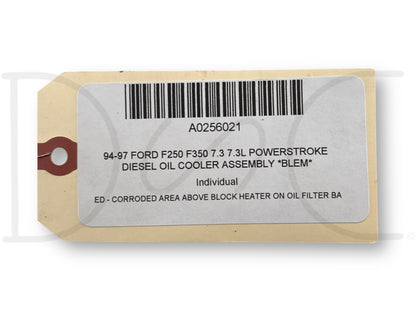 A0256021
94-97 FORD F250 F350 7.3 7.3L POWERSTROKE
DIESEL OIL COOLER ASSEMBLY *BLEM*
Individual
ED - CORRODED AREA ABOVE BLOCK HEATER ON OIL FILTER BA